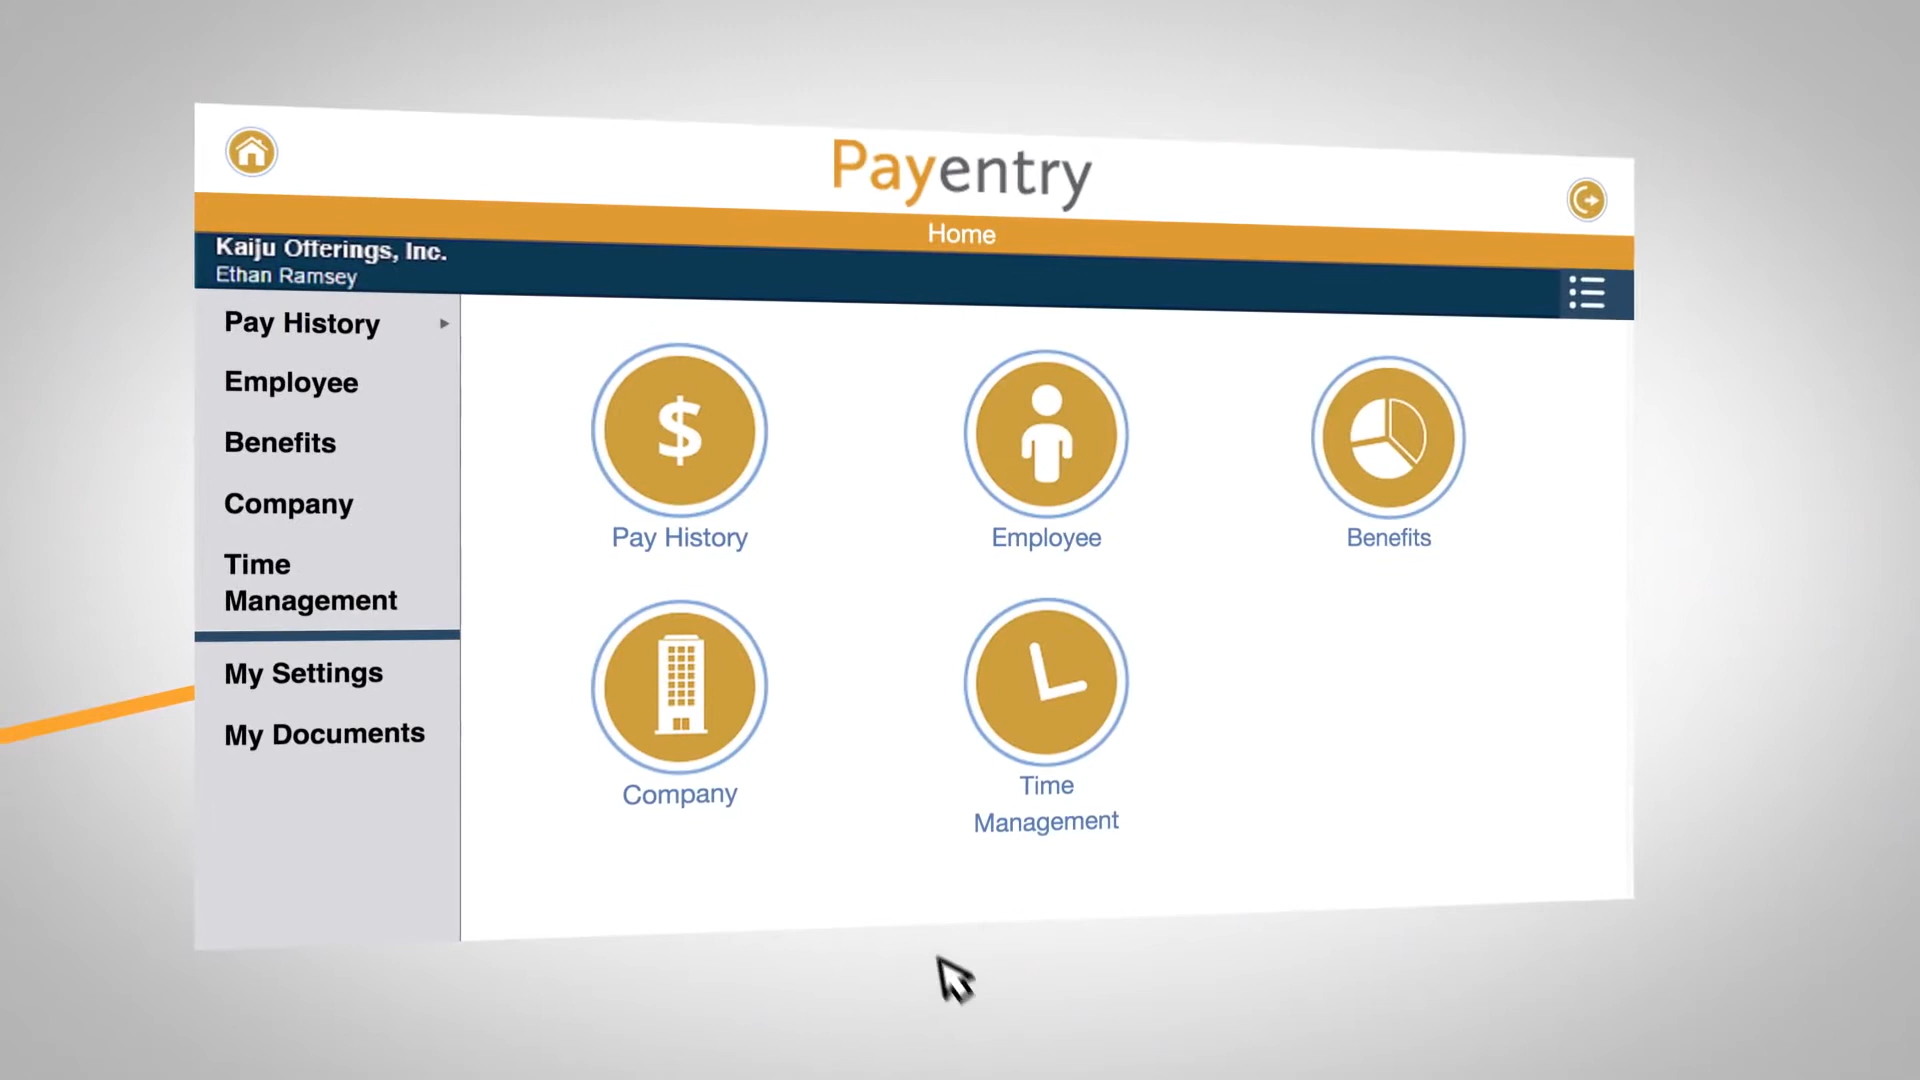 Payentry
Home
Kaiju Offerings, Inc.
Ethan Ramsey
Pay History
Employee
Benefits
Company
Time
Management
My Settings
My Documents
$
Pay History
Employee
Benefits
Company
Time
Management